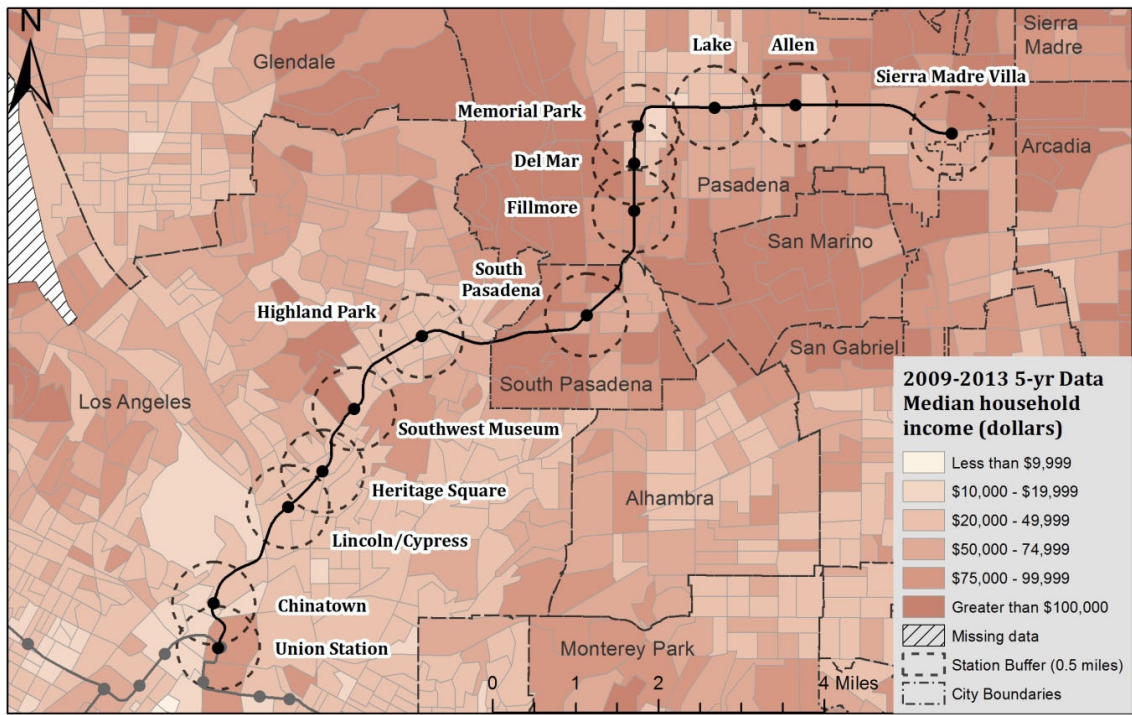 N
Glendale
Sierra
Madre
Lake
Allen
Sierra Madre Villa
Memorial Park
Arcadia
Del Mar
Pasadena
Fillmore
San Marino
South
Pasadena
Highland Park
San Gabriel
South Pasadena
Los Angeles
Southwest Museum
Heritage Square
Alhambra
Lincoln/Cypress
Chinatown
Union Station
Monterey Park
0 1 2 4 Miles
2009-2013 5-yr Data
Median household
income (dollars)
Less than $9,999
$10,000 - $19,999
$20,000 - 49,999
$50,000 - 74,999
$75,000 - 99,999
Greater than $100,000
Missing data
Station Buffer (0.5 miles)
City Boundaries